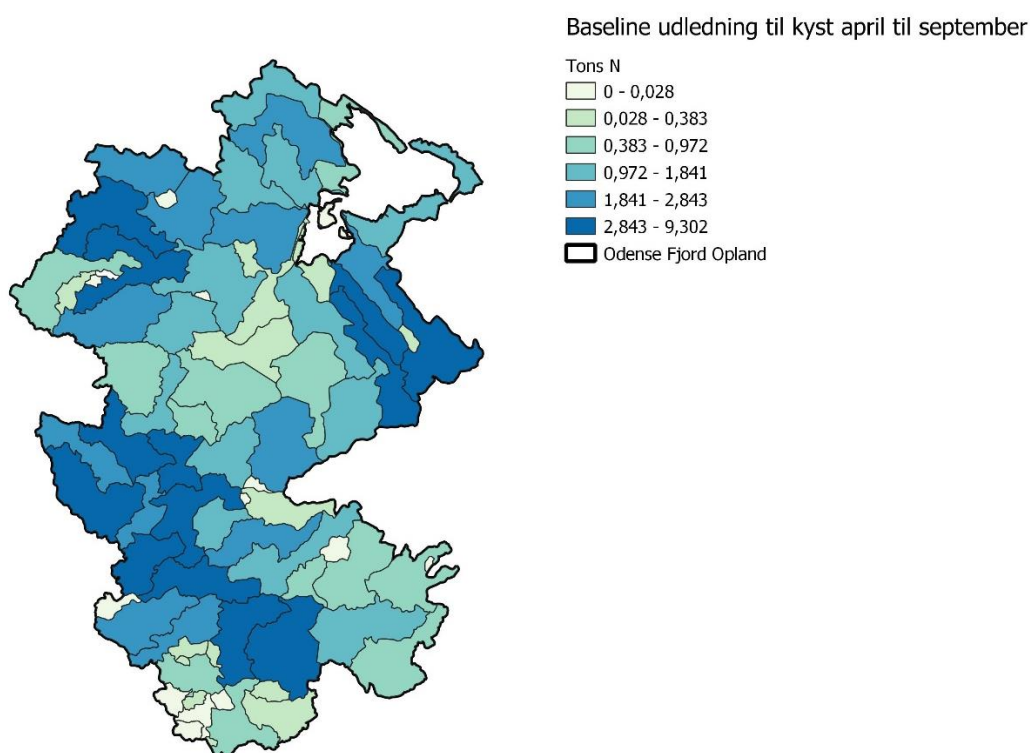 Baseline udledning til kyst april til september
Tons N
0 - 0,028
0,028 - 0,383
0,383 - 0,972
0,972 - 1,841
1,841 - 2,843
2,843 - 9,302
Odense Fjord Opland